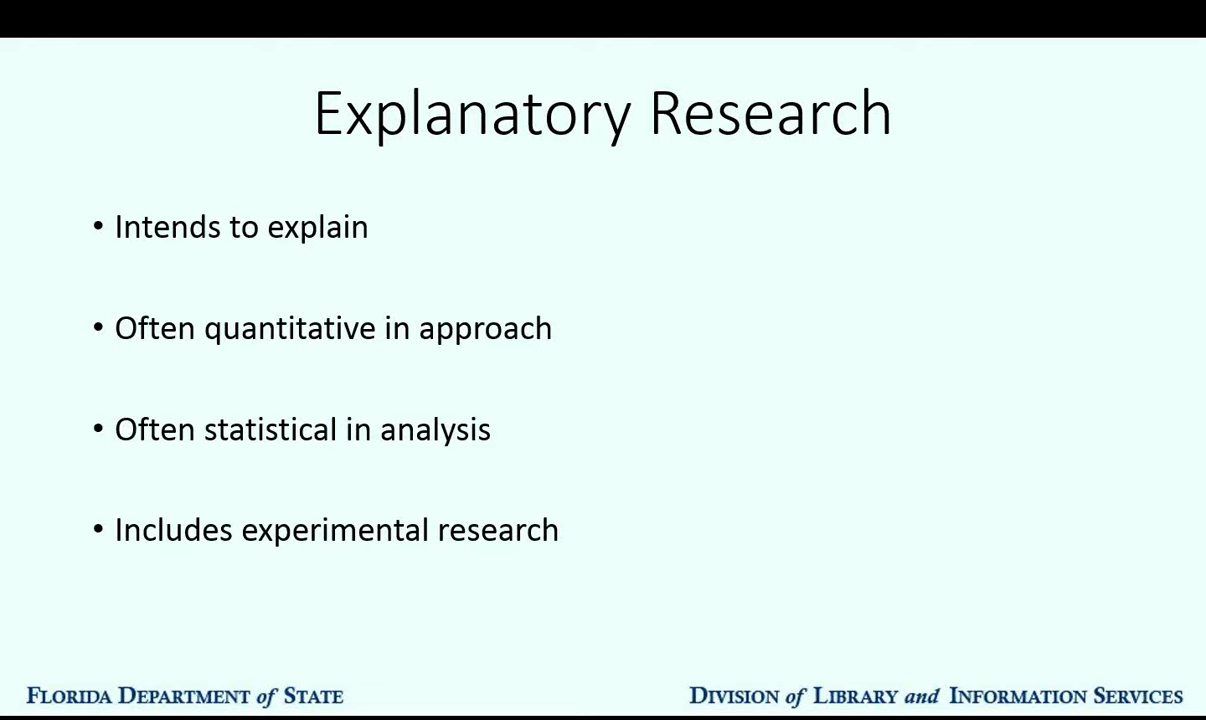 Explanatory Research
• Intends to explain
• Often quantitative in approach
• Often statistical in analysis
• Includes experimental research
FLORIDA DEPARTMENT of STATE
DIVISION of LIBRARY and INFORMATION SERVICES